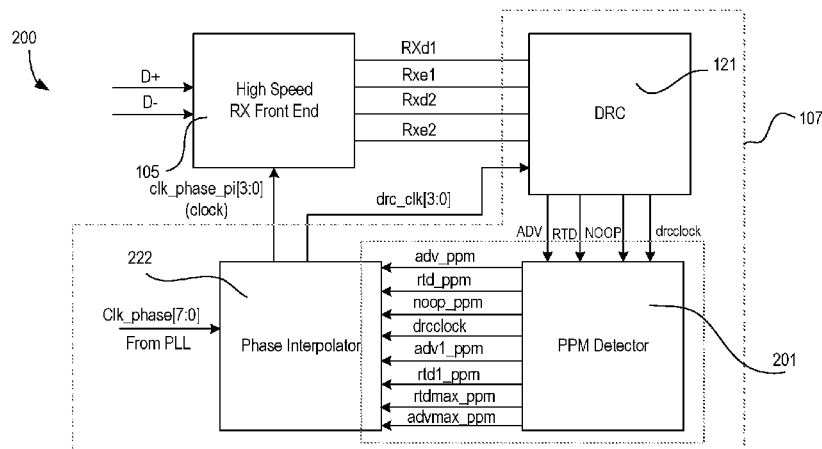 200
D+
D-
High Speed
RX Front End
105
RXd1
Rxe1
Rxd2
Rxe2
DRC
121
107
clk_phase_pi[3:0]
(clock)
drc_clk[3:0]
ADV
RTD
NOOP
drcclock
222
Clk_phase[7:0]
From PLL
Phase Interpolator
adv_ppm
rtd_ppm
noop_ppm
drcclock
adv1_ppm
rtd1_ppm
rtdmax_ppm
advmax_ppm
PPM Detector
201